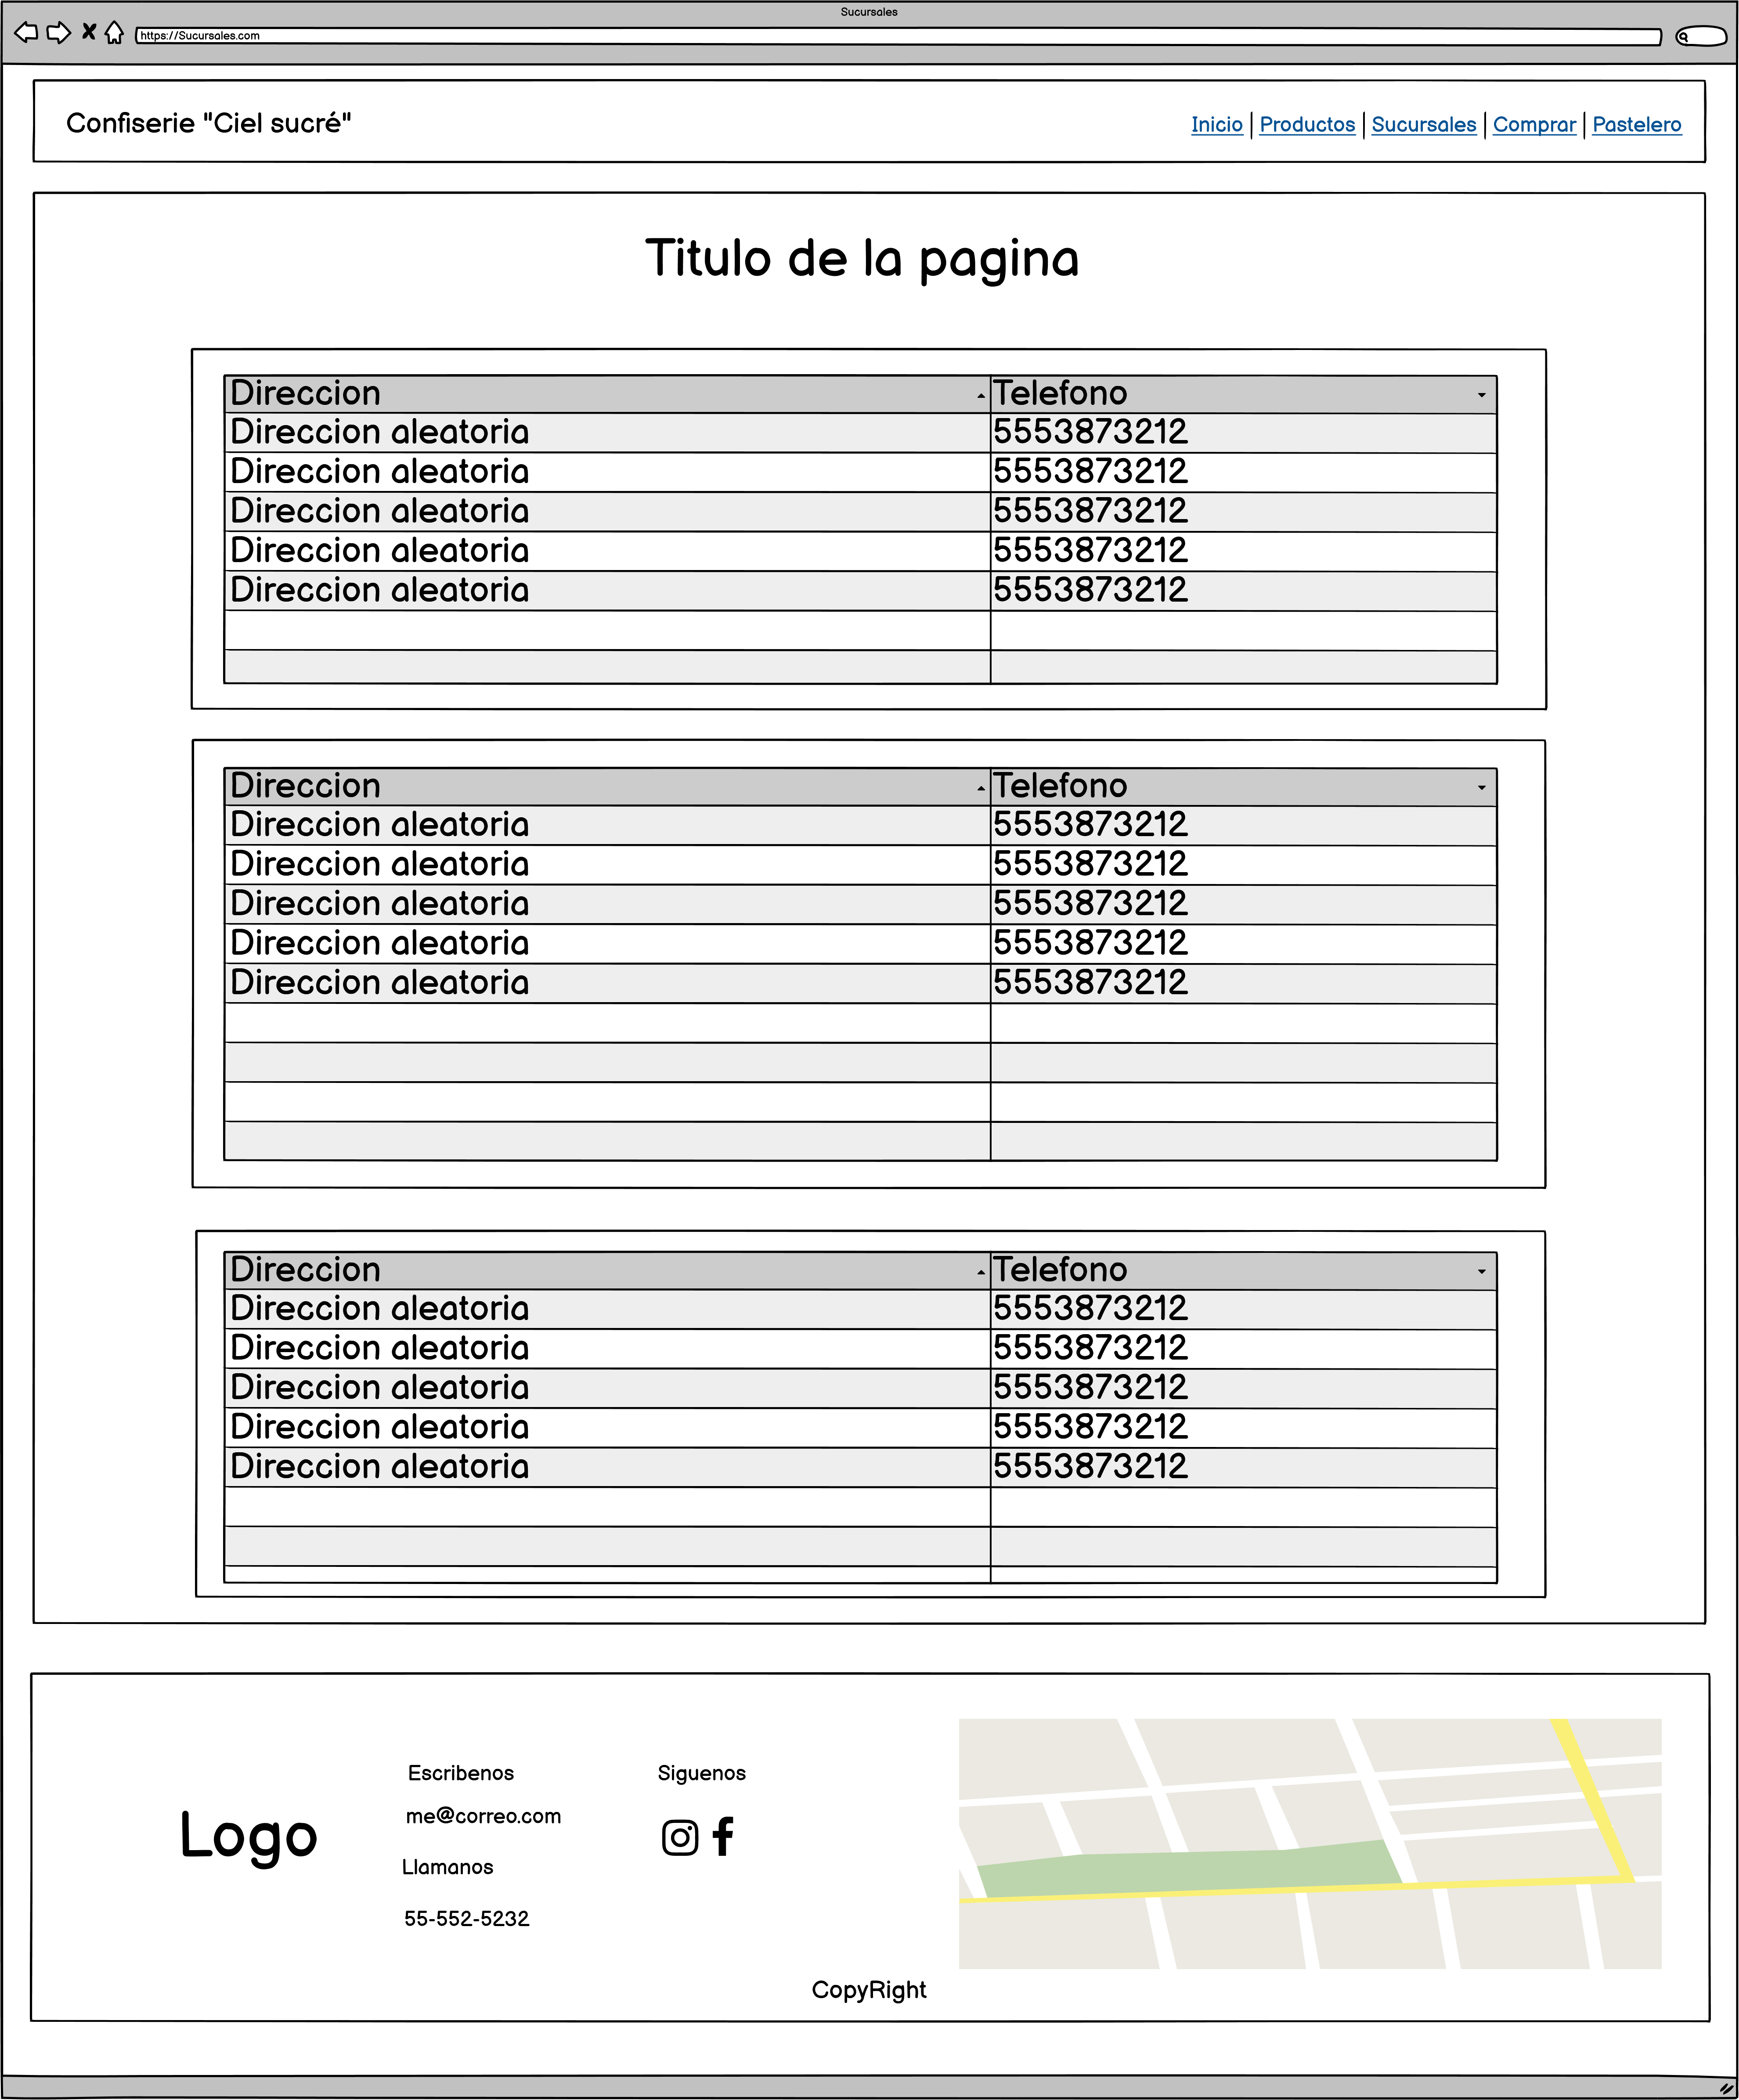 Sucursales
https://Sucursales.com
Confiserie "Ciel sucré"
Inicio | Productos | Sucursales | Comprar | Pastelero
Titulo de la pagina
Direccion Telefono
Direccion aleatoria 5553873212
Direccion aleatoria 5553873212
Direccion aleatoria 5553873212
Direccion aleatoria 5553873212
Direccion aleatoria 5553873212
Direccion Telefono
Direccion aleatoria 5553873212
Direccion aleatoria 5553873212
Direccion aleatoria 5553873212
Direccion aleatoria 5553873212
Direccion aleatoria 5553873212
Direccion Telefono
Direccion aleatoria 5553873212
Direccion aleatoria 5553873212
Direccion aleatoria 5553873212
Direccion aleatoria 5553873212
Direccion aleatoria 5553873212
Logo
Escribenos
me@correo.com
Llamanos
55-552-5232
Siguenos
CopyRight